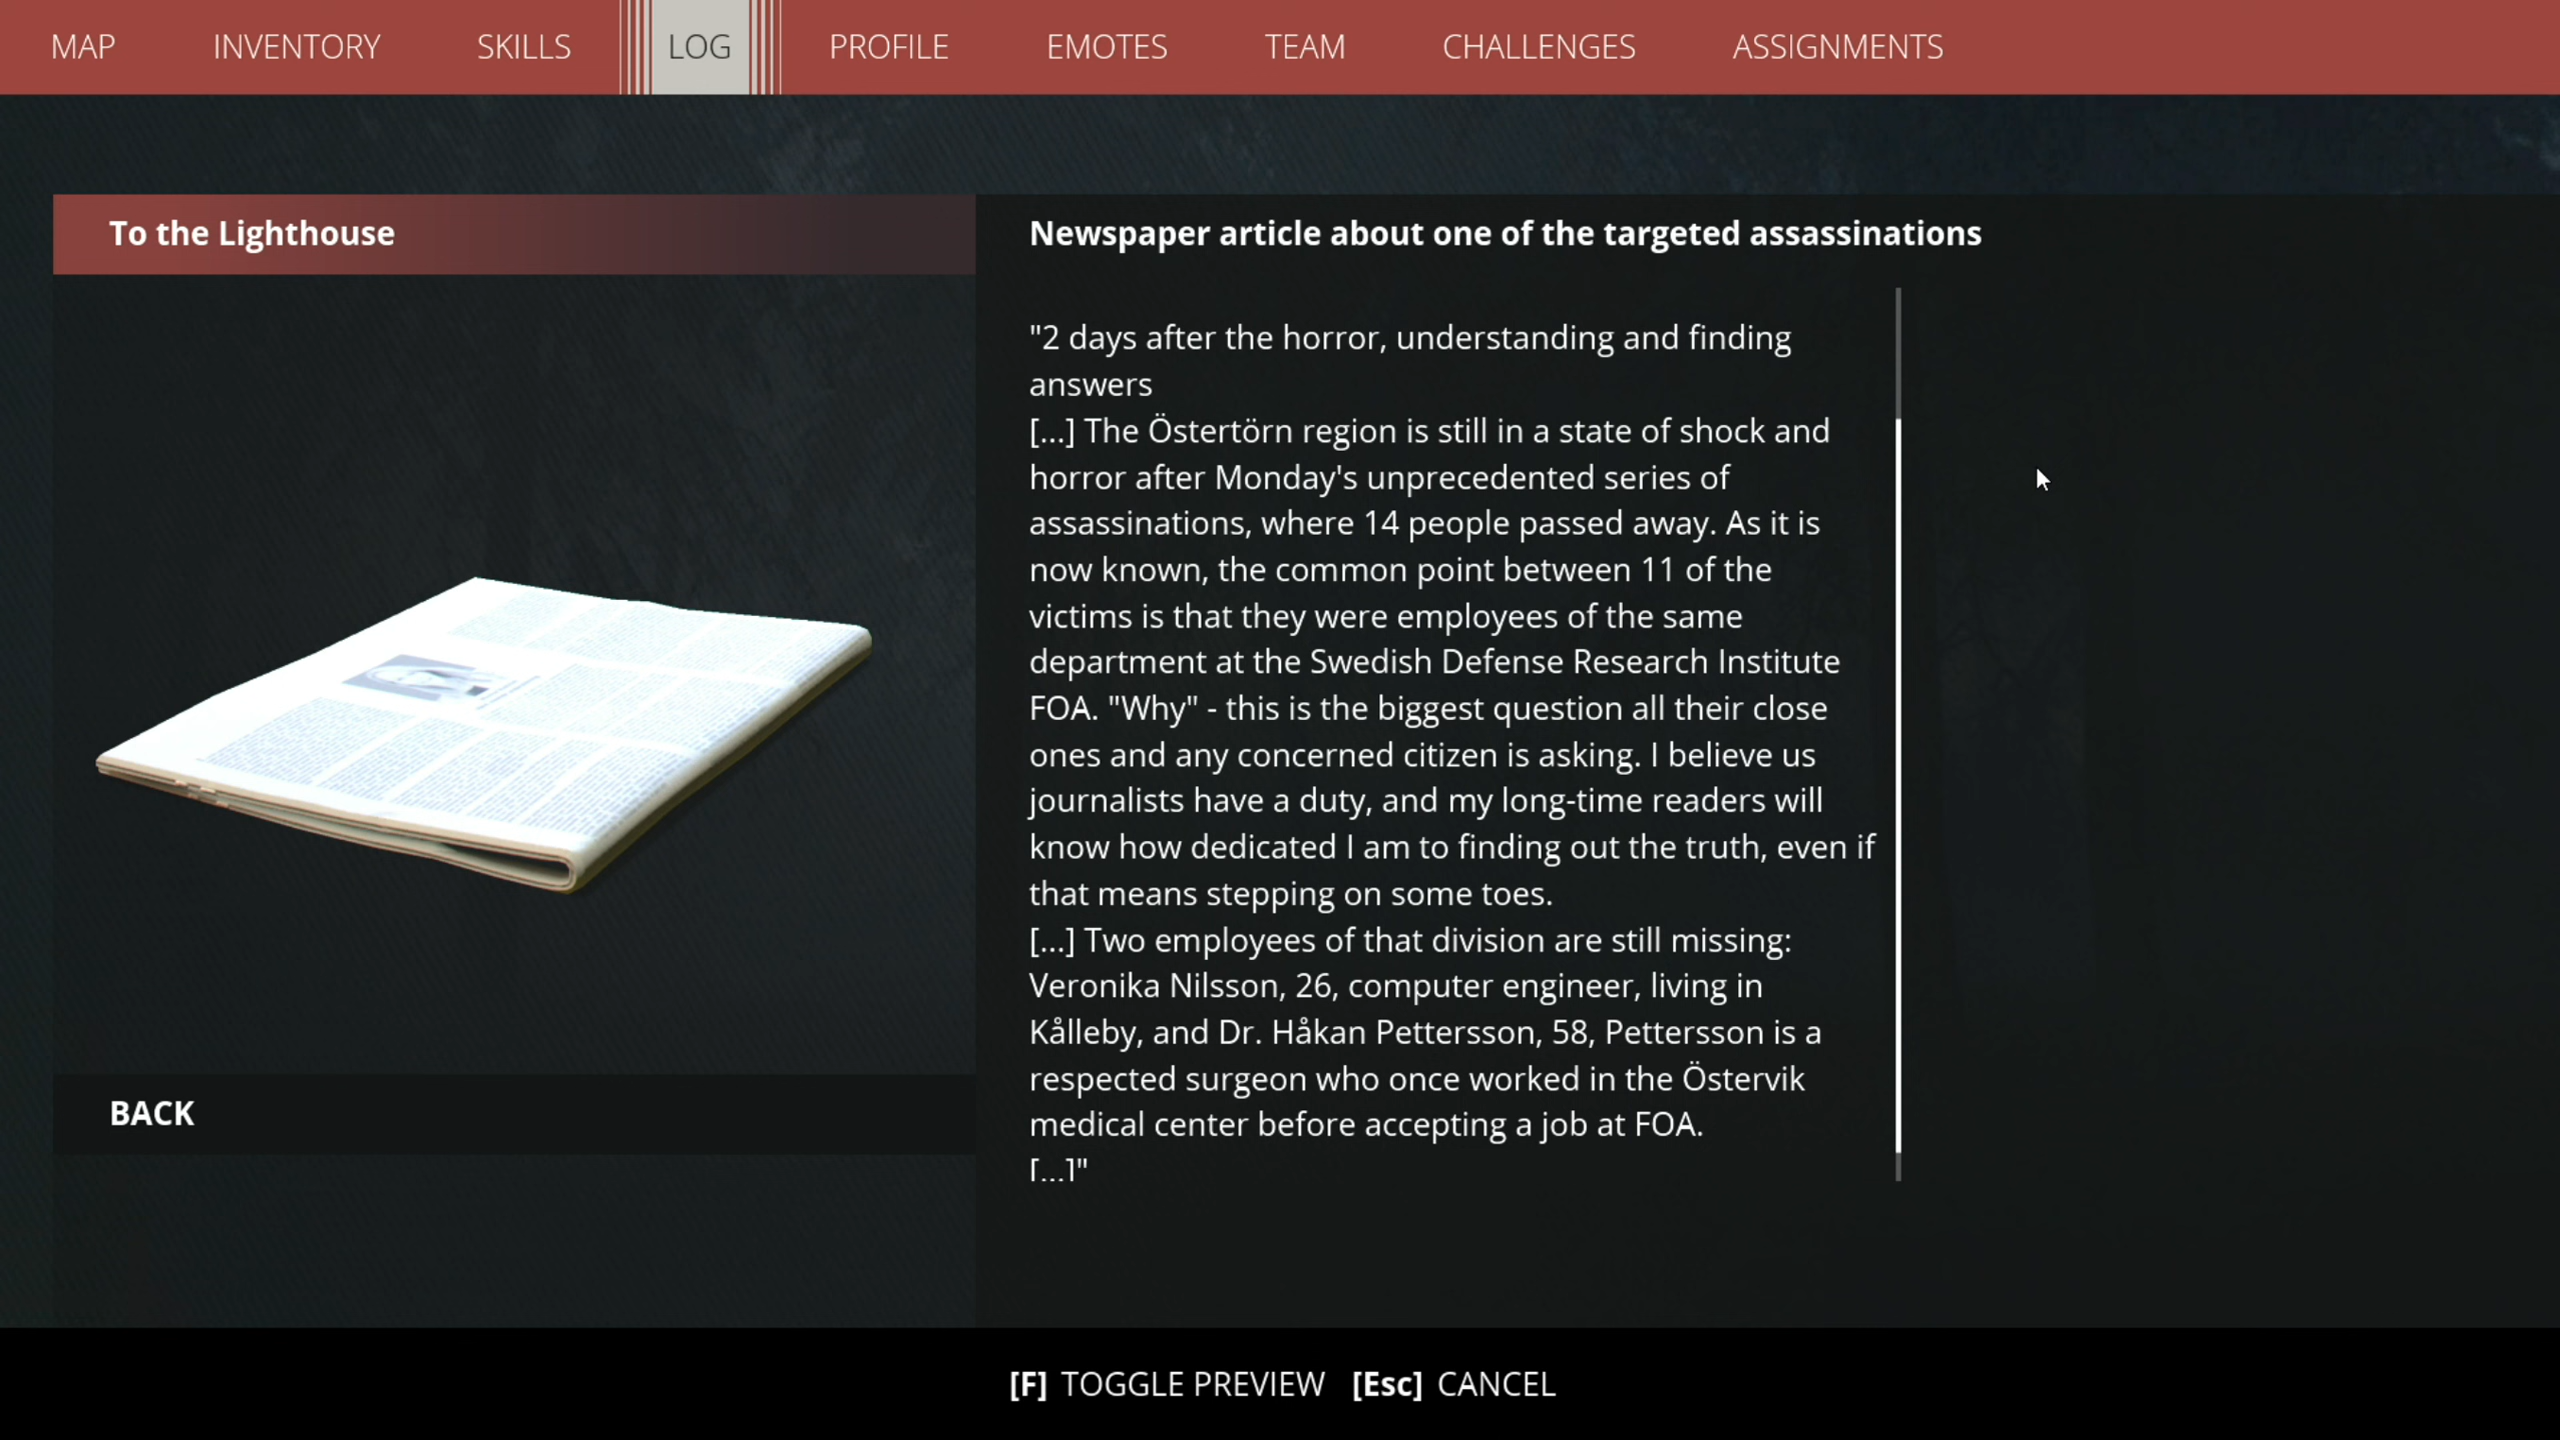 MAP
INVENTORY
SKILLS
LOG
PROFILE
EMOTES
TEAM
CHALLENGES
ASSIGNMENTS
To the Lighthouse
BACK
Newspaper article about one of the targeted assassinations
"2 days after the horror, understanding and finding
answers
[...] The Östertörn region is still in a state of shock and
horror after Monday's unprecedented series of
assassinations, where 14 people passed away. As it is
now known, the common point between 11 of the
victims is that they were employees of the same
department at the Swedish Defense Research Institute
FOA. "Why" - this is the biggest question all their close
ones and any concerned citizen is asking. I believe us
journalists have a duty, and my long-time readers will
know how dedicated I am to finding out the truth, even if
that means stepping on some toes.
[...] Two employees of that division are still missing:
Veronika Nilsson, 26, computer engineer, living in
Kålleby, and Dr. Håkan Pettersson, 58, Pettersson is a
respected surgeon who once worked in the Östervik
medical center before accepting a job at FOA.
[...]"
[F] TOGGLE PREVIEW [Esc] CANCEL